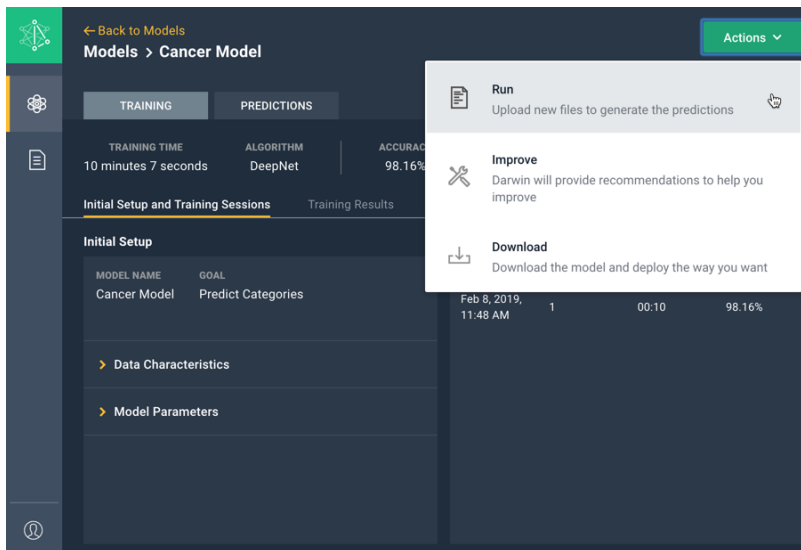 ← Back to Models
Models > Cancer Model
Actions
TRAINING
PREDICTIONS
TRAINING TIME
10 minutes 7 seconds
ALGORITHM
DeepNet
ACCURAC
98.16%
Initial Setup and Training Sessions
Training Results
Initial Setup
MODEL NAME
Cancer Model
GOAL
Predict Categories
> Data Characteristics
> Model Parameters
Run
Upload new files to generate the predictions
Improve
Darwin will provide recommendations to help you
improve
Download
Download the model and deploy the way you want
Feb 8, 2019,
11:48 AM
1
00:10
98.16%